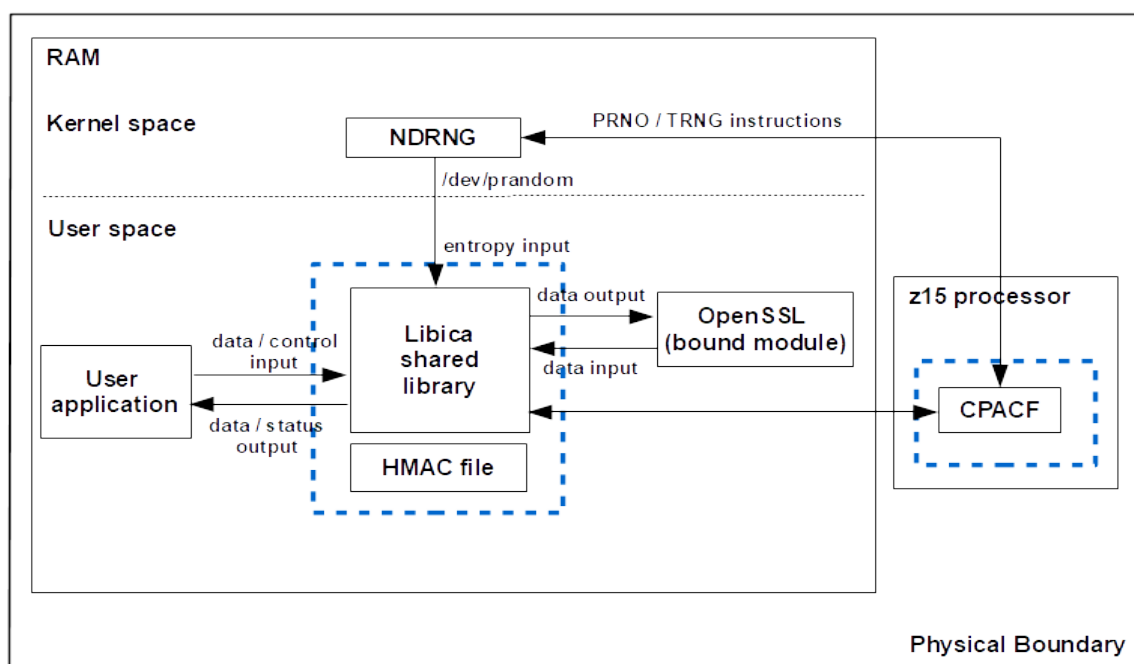 RAM
Kernel space
NDRNG
PRNO / TRNG instructions
/dev/prandom
User space
entropy input
data output
z15 processor
Libica
shared
library
OpenSSL
(bound module)
data input
data / control
input
User
application
CPACF
data / status
output
HMAC file
Physical Boundary